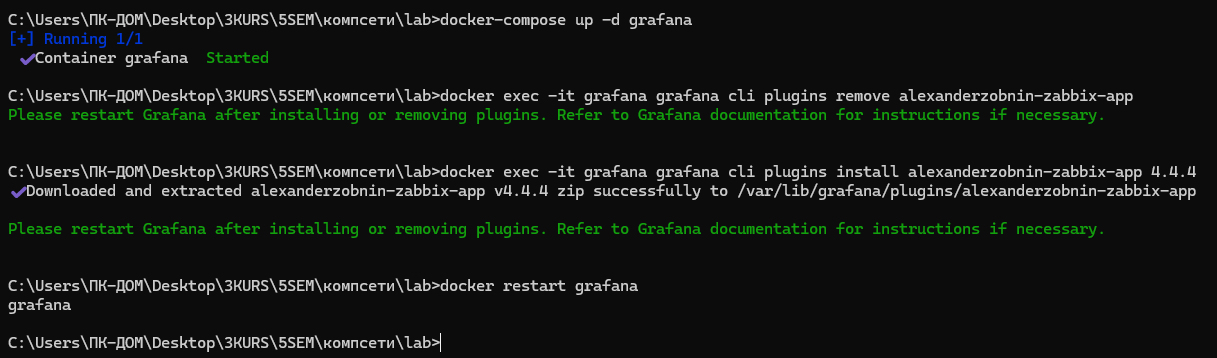 C:\Users\ПК-ДОМ\Desktop\3KURS\5SEM\компсети\lab>docker-compose up -d grafana
[+] Running 1/1
✔Container grafana  Started
C:\Users\ПК-ДОМ\Desktop\3KURS\5SEM\компсети\lab>docker exec -it grafana grafana cli plugins remove alexanderzobnin-zabbix-app
Please restart Grafana after installing or removing plugins. Refer to Grafana documentation for instructions if necessary.
C:\Users\ПК-ДОМ\Desktop\3KURS\5SEM\компсети\lab>docker exec -it grafana grafana cli plugins install alexanderzobnin-zabbix-app 4.4.4
✔Downloaded and extracted alexanderzobnin-zabbix-app v4.4.4 zip successfully to /var/lib/grafana/plugins/alexanderzobnin-zabbix-app
Please restart Grafana after installing or removing plugins. Refer to Grafana documentation for instructions if necessary.
C:\Users\ПК-ДОМ\Desktop\3KURS\5SEM\компсети\lab>docker restart grafana
grafana
C:\Users\ПК-ДОМ\Desktop\3KURS\5SEM\компсети\lab>